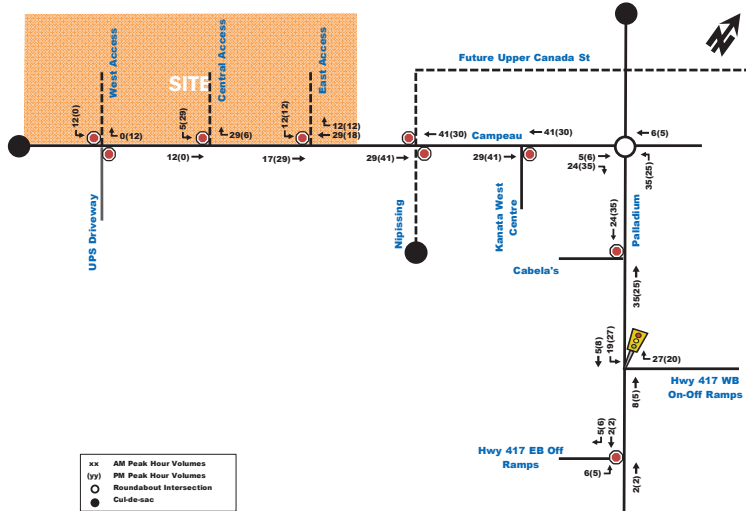 Future Upper Canada St
West Access
SITE
Central Access
East Access
12(0)
0(12)
5(29)
29(6)
12(12)
12(12)
29(18)
41(30)
Campeau
41(30)
6(5)
12(0)
17(29)
29(41)
29(41)
5(6)
24(35)
35(25)
UPS Driveway
Nipissing
Kanata West
Centre
24(35)
Palladium
Cabela's
35(25)
5(8)
19(27)
27(20)
Hwy 417 WB
On-Off Ramps
8(5)
5(6)
2(2)
Hwy 417 EB Off
Ramps
6(5)
2(2)
xx AM Peak Hour Volumes
(yy) PM Peak Hour Volumes
Roundabout Intersection
Cul-de-sac